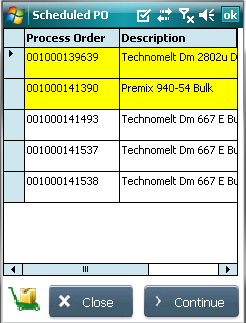 Scheduled PO ok
Process Order Description
001000139639 Technomelt Dm 2802u D
001000141390 Premix 940-54 Bulk
001000141493 Technomelt Dm 667 E Bu
001000141537 Technomelt Dm 667 E Bu
001000141538 Technomelt Dm 667 E Bu
Close Continue